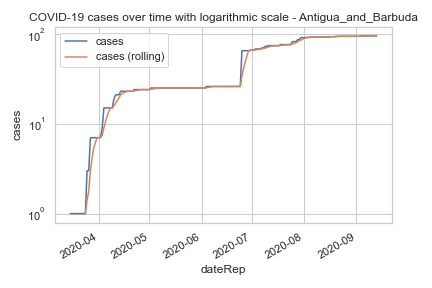 COVID-19 cases over time with logarithmic scale - Antigua_and_Barbuda
cases
cases (rolling)
10²
10¹
10⁰
cases
2020-04
2020-05
2020-06
2020-07
2020-08
2020-09
dateRep